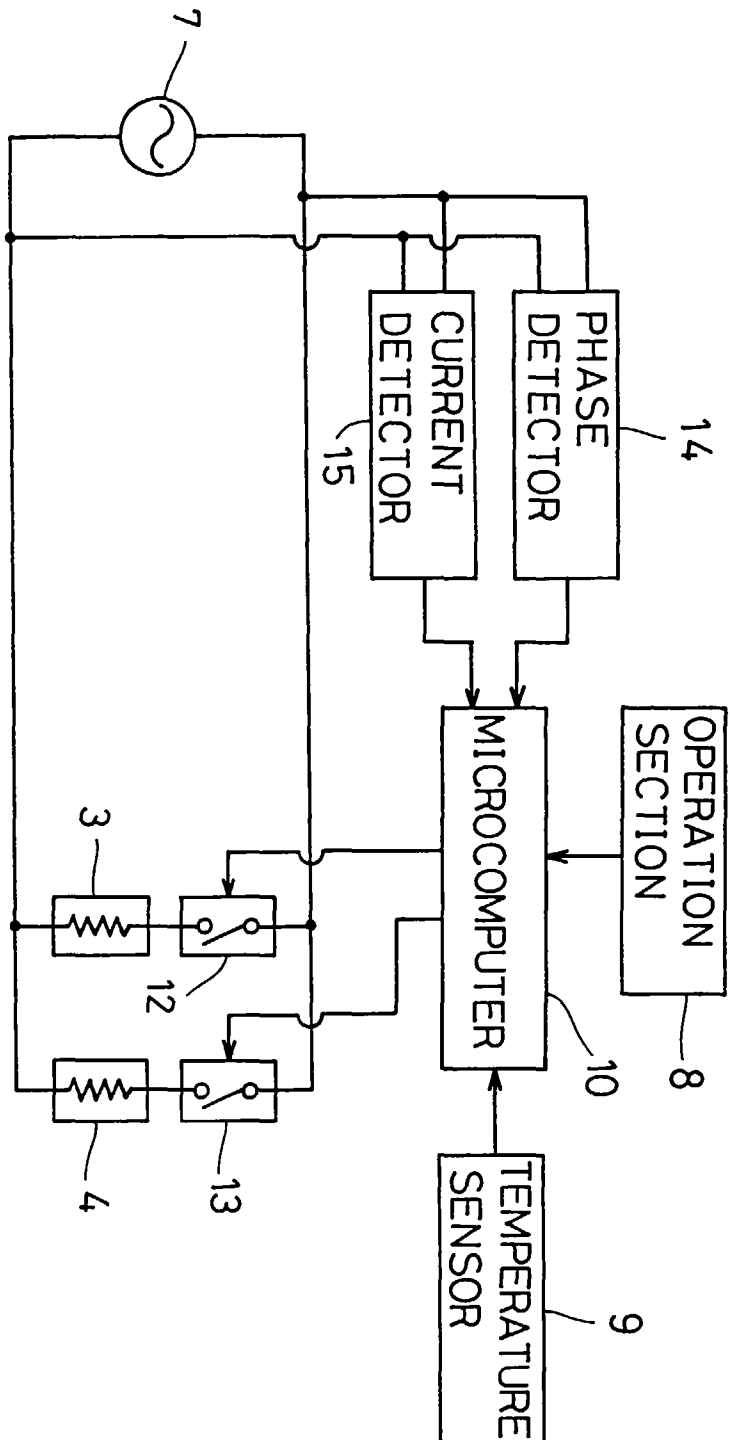 OPERATION
SECTION
8
14
PHASE
DETECTOR
MICROCOMPUTER
10
TEMPERATURE
SENSOR
9
CURRENT
DETECTOR
15
12
13
7
3
4